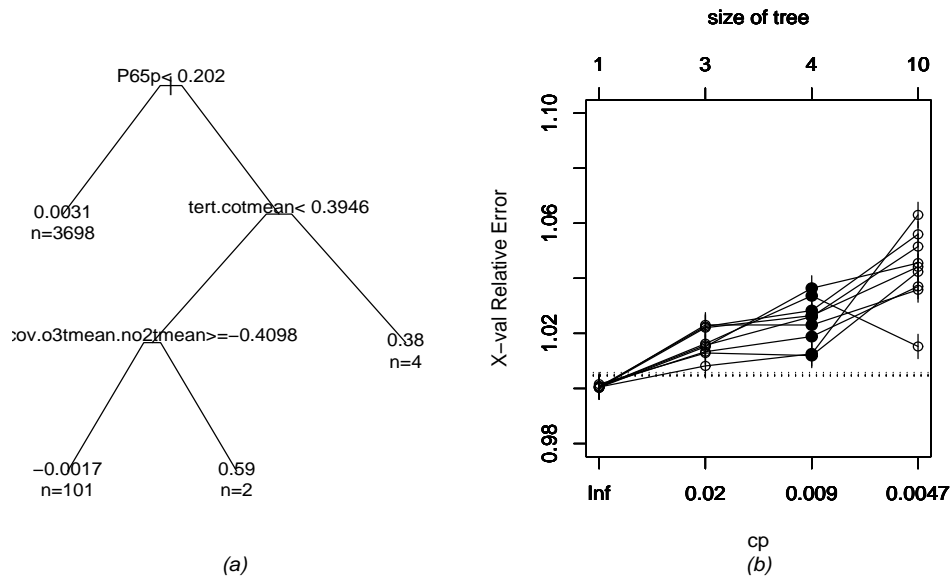 P65p< 0.202
0.0031
n=3698
tert.cotmean< 0.3946
cov.o3tmean.no2tmean>=−0.4098
0.38
n=4
−0.0017
n=101
0.59
n=2
(a)
size of tree
1 3 4 10
X−val Relative Error
1.10
1.06
1.02
0.98
Inf 0.02 0.009 0.0047
cp
(b)